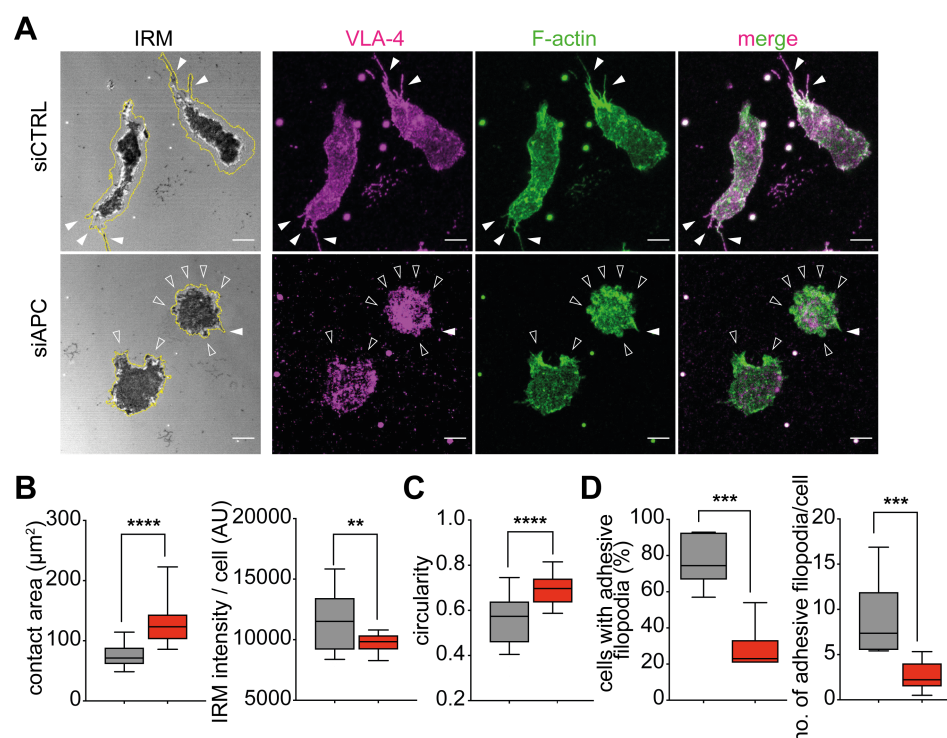 A
IRM
VLA-4
F-actin
merge
siCTRL
siAPC
B
contact area (µm²)
300
200
100
0
****
IRM intensity / cell (AU)
20000
15000
10000
5000
**
C
circularity
1.0
0.8
0.6
0.4
0.2
****
D
cells with adhesive
filopodia (%)
100
80
60
40
20
0
***
no. of adhesive filopodia/cell
20
15
10
5
0
***